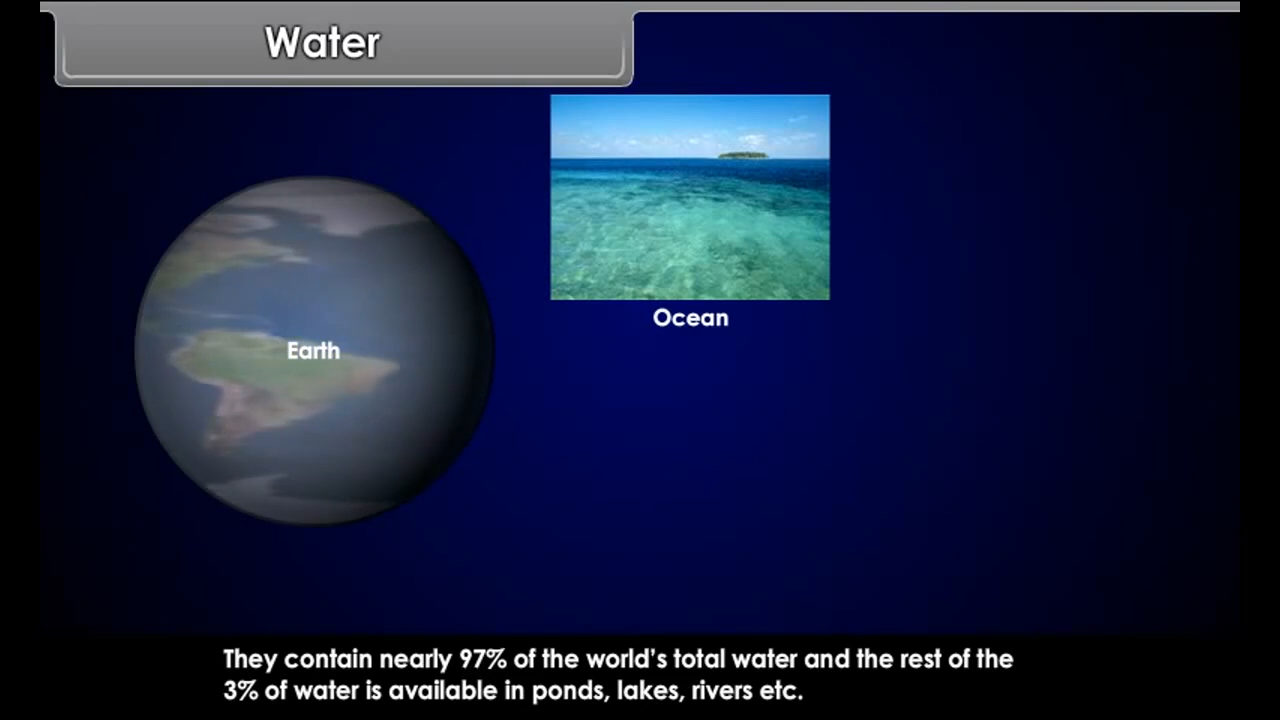 Water
Ocean
Earth
They contain nearly 97% of the world's total water and the rest of the
3% of water is available in ponds, lakes, rivers etc.